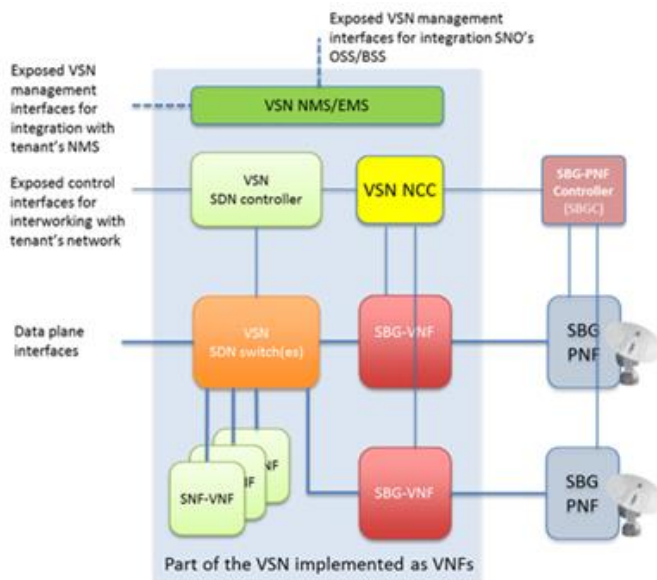 Exposed VSN management
interfaces for integration SNO's
OSS/BSS
Exposed VSN
management
interfaces for
integration with
tenant's NMS
VSN NMS/EMS
Exposed control
interfaces for
interworking with
tenant's network
VSN
SDN controller
VSN NCC
SBG-PNF
Controller
(SBGC)
Data plane
interfaces
VSN
SDN switch(es)
SBG-VNF
SBG
PNF
NF
IF
SNF-VNF
SBG-VNF
SBG
PNF
Part of the VSN implemented as VNFs